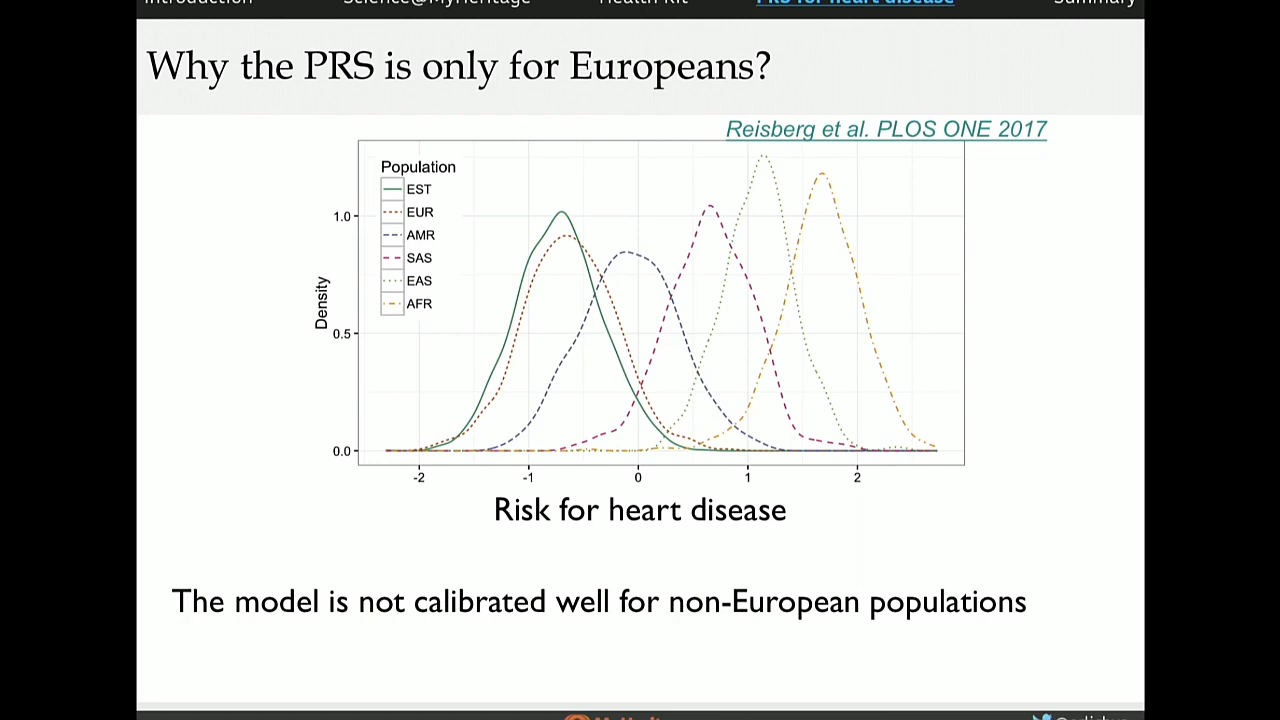 Introduction Science@MyHeritage Health Kit PRS for heart disease Summary
Why the PRS is only for Europeans?
Reisberg et al. PLOS ONE 2017
Population
EST
EUR
AMR
SAS
EAS
AFR
Density
1.0
0.5
0.0
-2 -1 0 1 2
Risk for heart disease
The model is not calibrated well for non-European populations